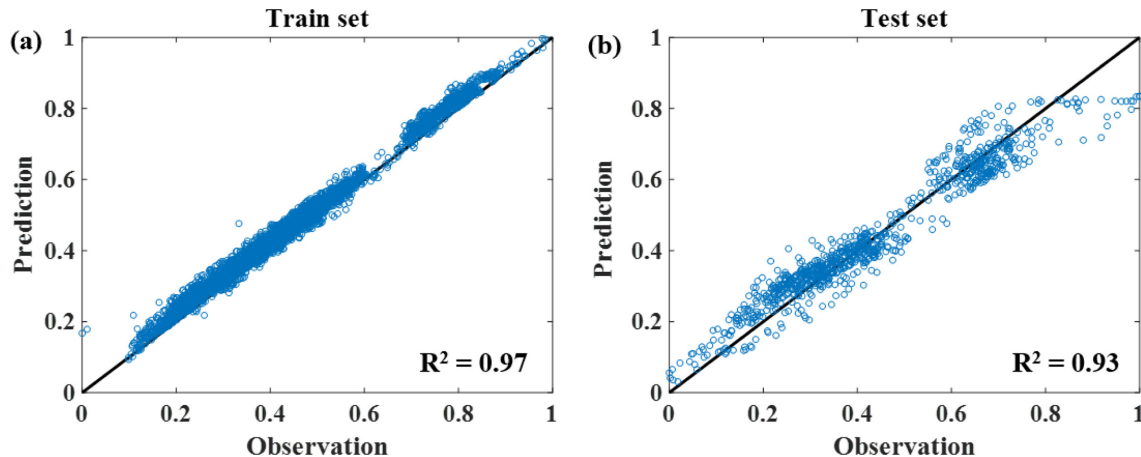 Train set
(a)
1
0.8
0.6
0.4
0.2
0
Prediction
R² = 0.97
0 0.2 0.4 0.6 0.8 1
Observation
Test set
(b)
1
0.8
0.6
0.4
0.2
0
Prediction
R² = 0.93
0 0.2 0.4 0.6 0.8 1
Observation